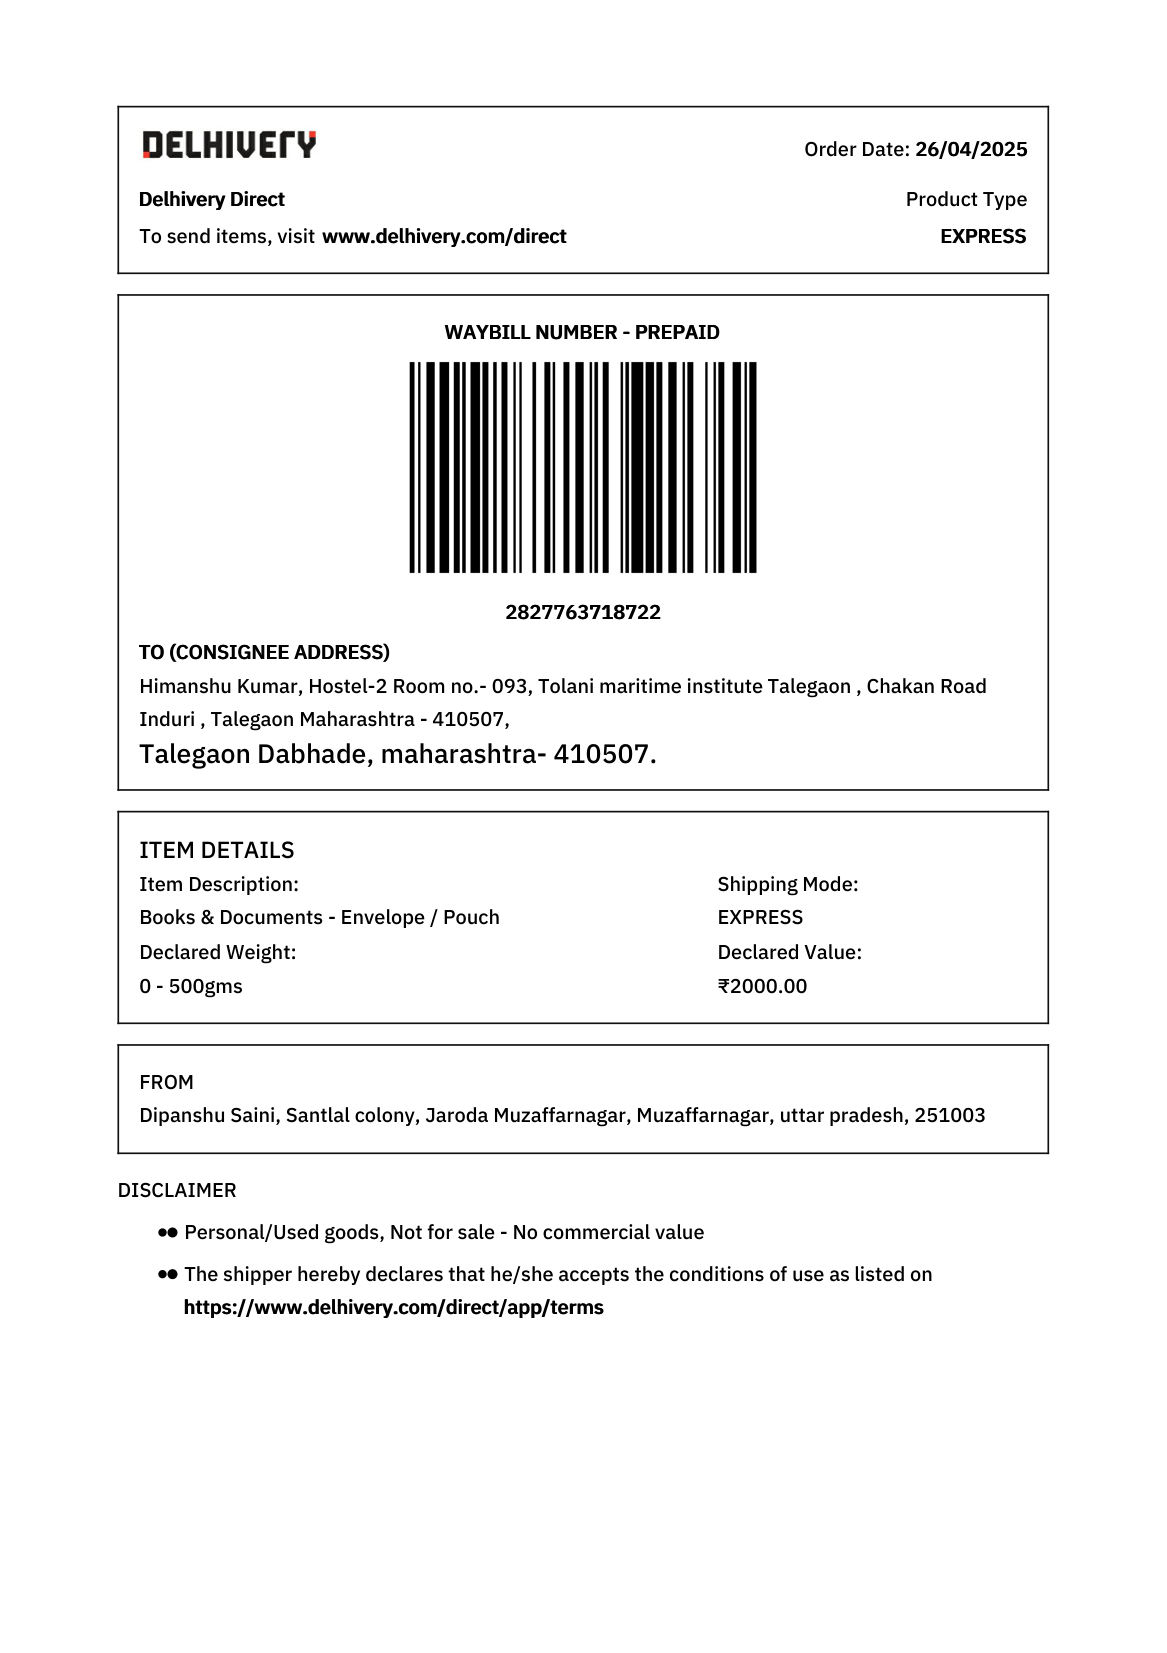 DELHIVERY
Order Date: 26/04/2025
Delhivery Direct
Product Type
To send items, visit www.delhivery.com/direct
EXPRESS
WAYBILL NUMBER - PREPAID
2827763718722
TO (CONSIGNEE ADDRESS)
Himanshu Kumar, Hostel-2 Room no.- 093, Tolani maritime institute Talegaon , Chakan Road
Induri , Talegaon Maharashtra - 410507,
Talegaon Dabhade, maharashtra- 410507.
ITEM DETAILS
Item Description:
Shipping Mode:
Books & Documents - Envelope / Pouch
EXPRESS
Declared Weight:
Declared Value:
0 - 500gms
₹2000.00
FROM
Dipanshu Saini, Santlal colony, Jaroda Muzaffarnagar, Muzaffarnagar, uttar pradesh, 251003
DISCLAIMER
●● Personal/Used goods, Not for sale - No commercial value
●● The shipper hereby declares that he/she accepts the conditions of use as listed on
https://www.delhivery.com/direct/app/terms